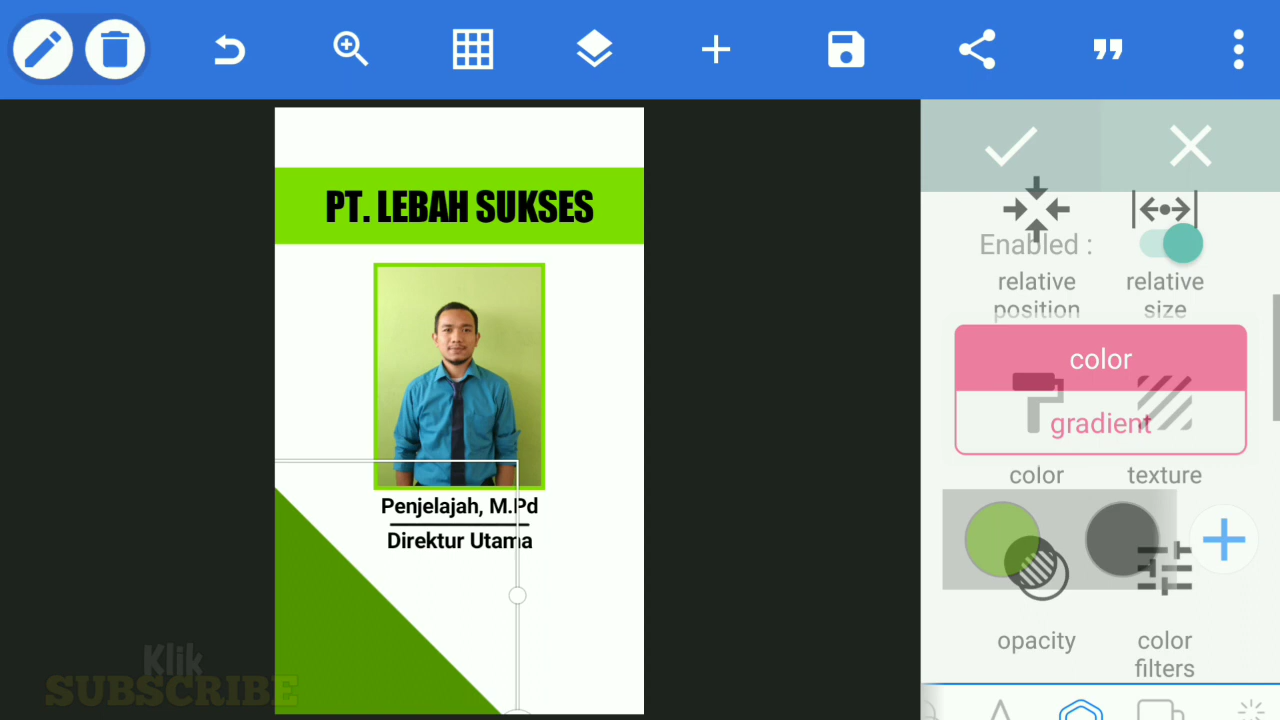 PT. LEBAH SUKSES
Penjelajah, M.Pd
Direktur Utama
Klik
SUBSCRIBE
Enabled :
relative
position
relative
size
color
gradient
color
texture
opacity
color
filters